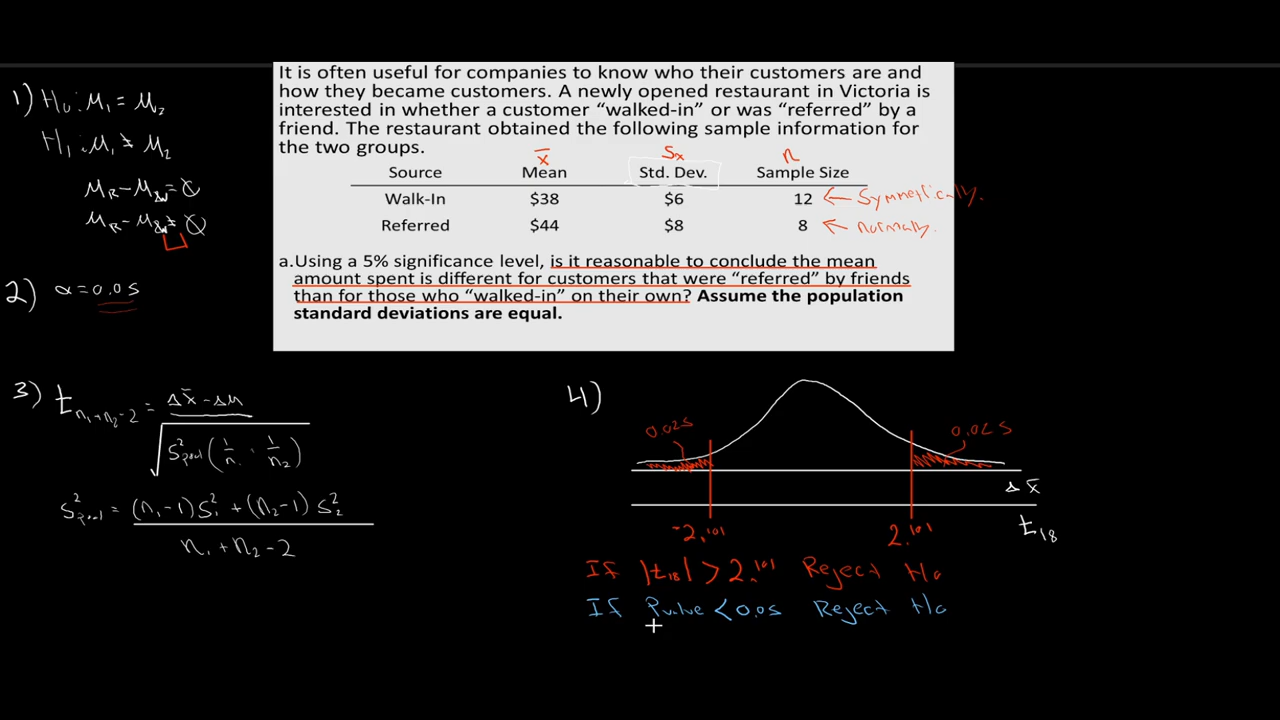 It is often useful for companies to know who their customers are and
how they became customers. A newly opened restaurant in Victoria is
interested in whether a customer “walked-in” or was “referred” by a
friend. The restaurant obtained the following sample information for
the two groups.
x̄ Sx n
Source Mean Std. Dev. Sample Size
Walk-In $38 $6 12 ← Symmetrically.
Referred $44 $8 8 ← normally.
a. Using a 5% significance level, is it reasonable to conclude the mean
amount spent is different for customers that were “referred” by friends
than for those who “walked-in” on their own? Assume the population
standard deviations are equal.
1) H₀: μ₁ = μ₂
H₁: μ₁ ≠ μ₂
μR - μW = 0
μR - μW ≠ 0
2) α = 0.05
3) t n₁+n₂-2 = Δx̄ - Δμ
S²pool (1/n₁ + 1/n₂)
S²pool = (n₁-1)S₁² + (n₂-1)S₂²
n₁ + n₂ - 2
4)
0.025 0.025
Δx̄
-2.101 2.101 t₁₈
If |t₁₈| > 2.101 Reject H₀
If Pvalue < 0.05 Reject H₀